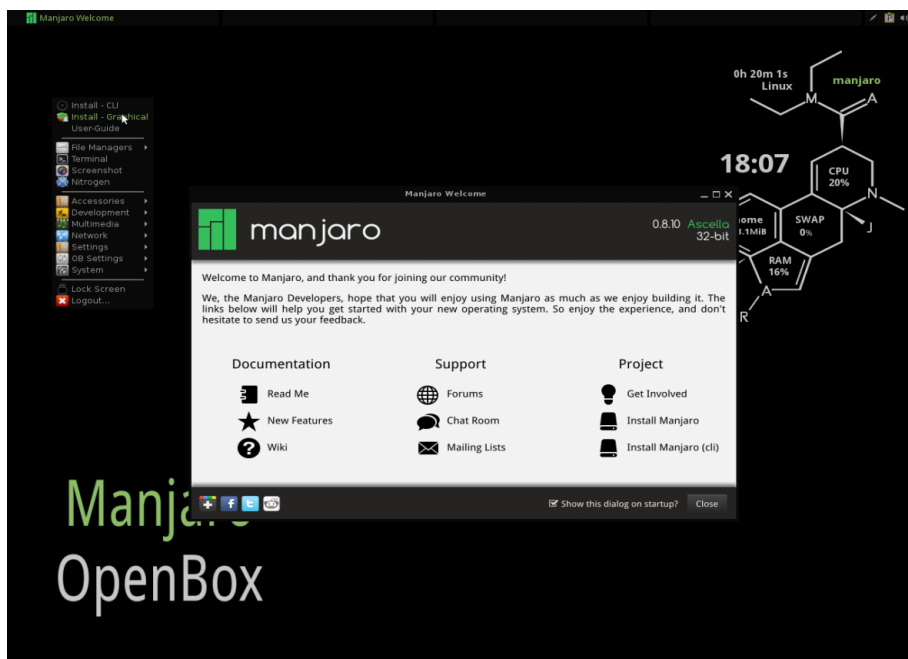 Manjaro Welcome
0h 20m 1s
Linux
manjaro
M
A
Install - CLI
Install - Graphical
User-Guide
File Managers
Terminal
Screenshot
Nitrogen
Accessories
Development
Multimedia
Network
Settings
OB Settings
System
Lock Screen
Logout...
18:07
CPU
20%
N
SWAP
0%
J
RAM
16%
A
R
Manjaro Welcome
manjaro
0.8.10 Ascella
32-bit
Welcome to Manjaro, and thank you for joining our community!
We, the Manjaro Developers, hope that you will enjoy using Manjaro as much as we enjoy building it. The
links below will help you get started with your new operating system. So enjoy the experience, and don't
hesitate to send us your feedback.
Documentation
Read Me
New Features
Wiki
Support
Forums
Chat Room
Mailing Lists
Project
Get Involved
Install Manjaro
Install Manjaro (cli)
Show this dialog on startup?
Close
Manjaro
OpenBox